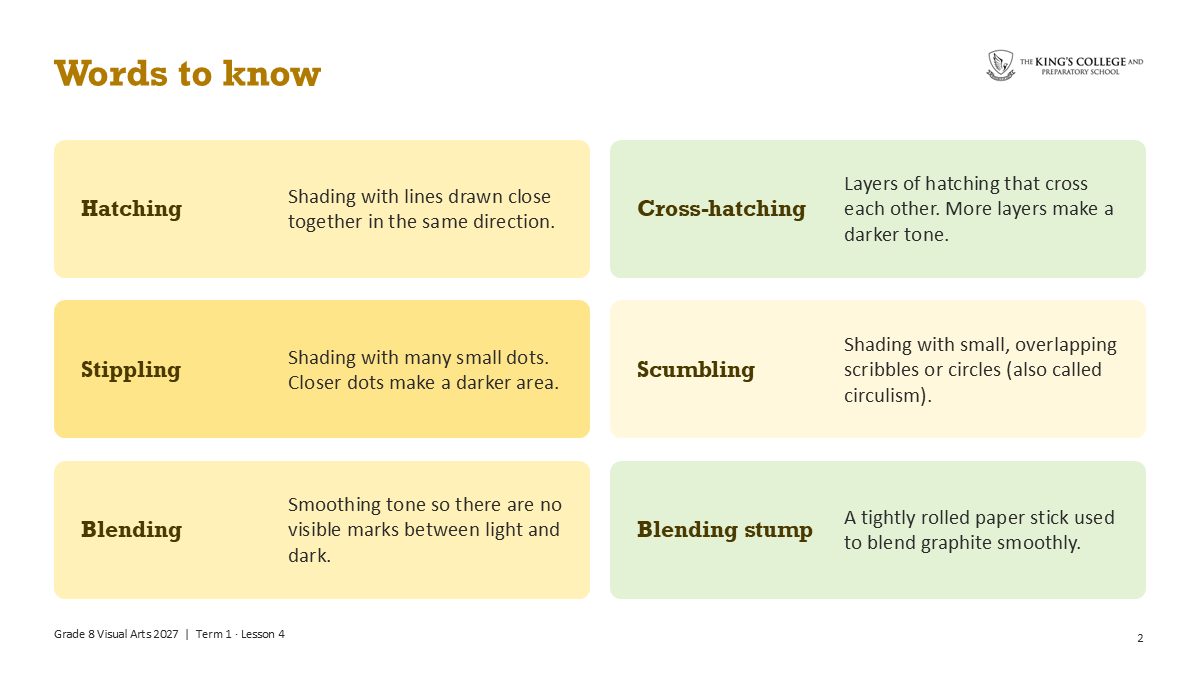 Words to know
THE KING'S COLLEGE AND
PREPARATORY SCHOOL
Hatching
Shading with lines drawn close
together in the same direction.
Cross-hatching
Layers of hatching that cross
each other. More layers make a
darker tone.
Stippling
Shading with many small dots.
Closer dots make a darker area.
Scumbling
Shading with small, overlapping
scribbles or circles (also called
circulism).
Blending
Smoothing tone so there are no
visible marks between light and
dark.
Blending stump
A tightly rolled paper stick used
to blend graphite smoothly.
Grade 8 Visual Arts 2027 | Term 1 · Lesson 4
2